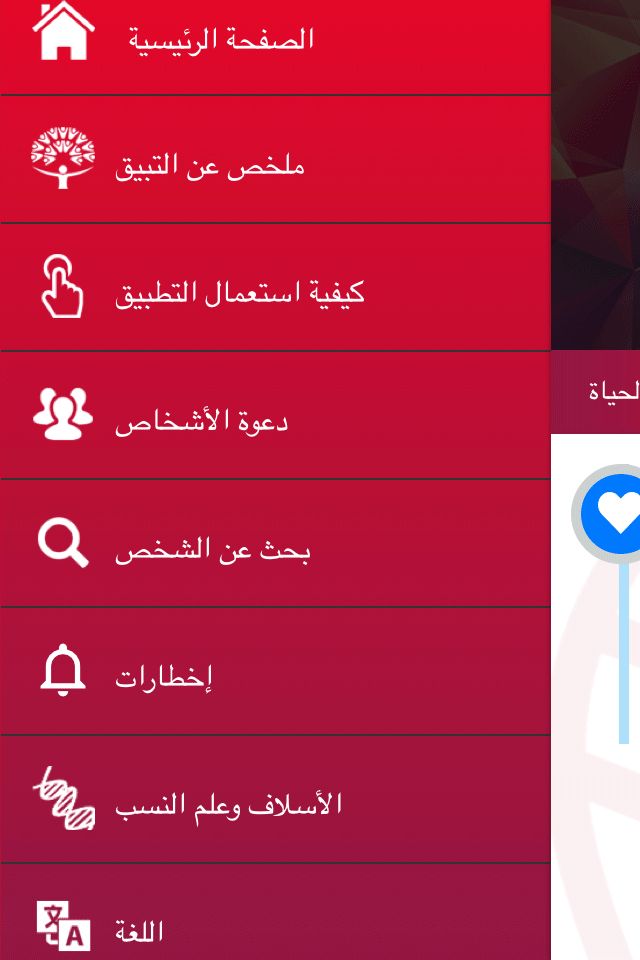 الصفحة الرئيسية
ملخص عن التبيق
كيفية استعمال التطبيق
لحياة
دعوة الأشخاص
بحث عن الشخص
إخطارات
الأسلاف وعلم النسب
اللغة